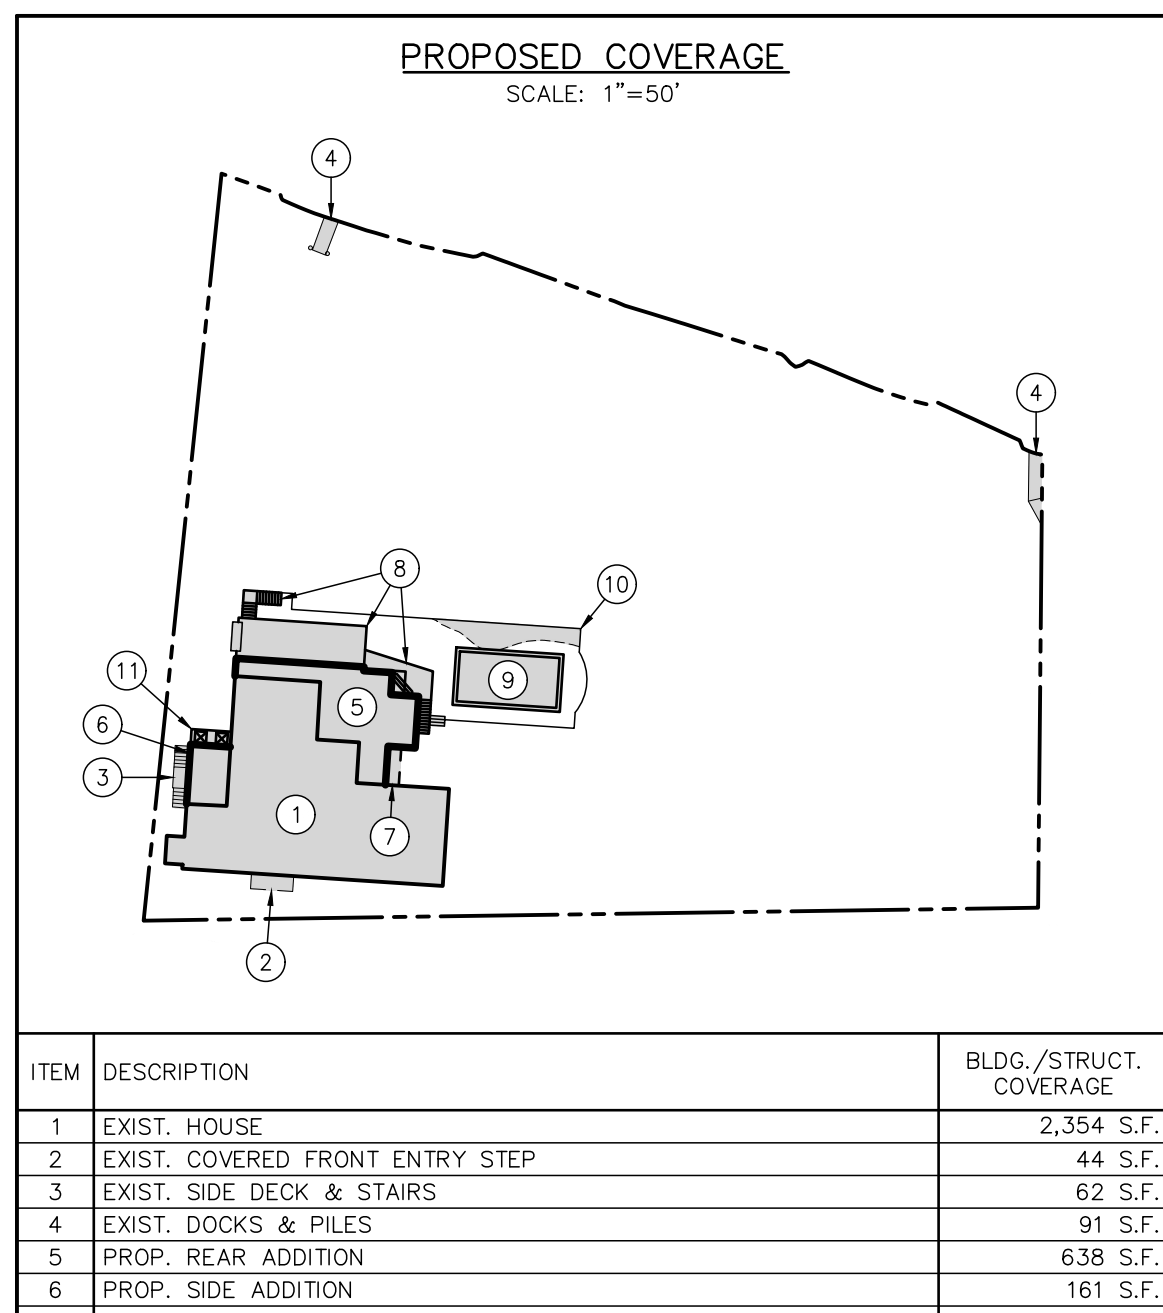 PROPOSED COVERAGE
SCALE: 1"=50'
4
4
8
10
9
11
5
6
3
1
7
2
ITEM DESCRIPTION BLDG./STRUCT. COVERAGE
1 EXIST. HOUSE 2,354 S.F.
2 EXIST. COVERED FRONT ENTRY STEP 44 S.F.
3 EXIST. SIDE DECK & STAIRS 62 S.F.
4 EXIST. DOCKS & PILES 91 S.F.
5 PROP. REAR ADDITION 638 S.F.
6 PROP. SIDE ADDITION 161 S.F.